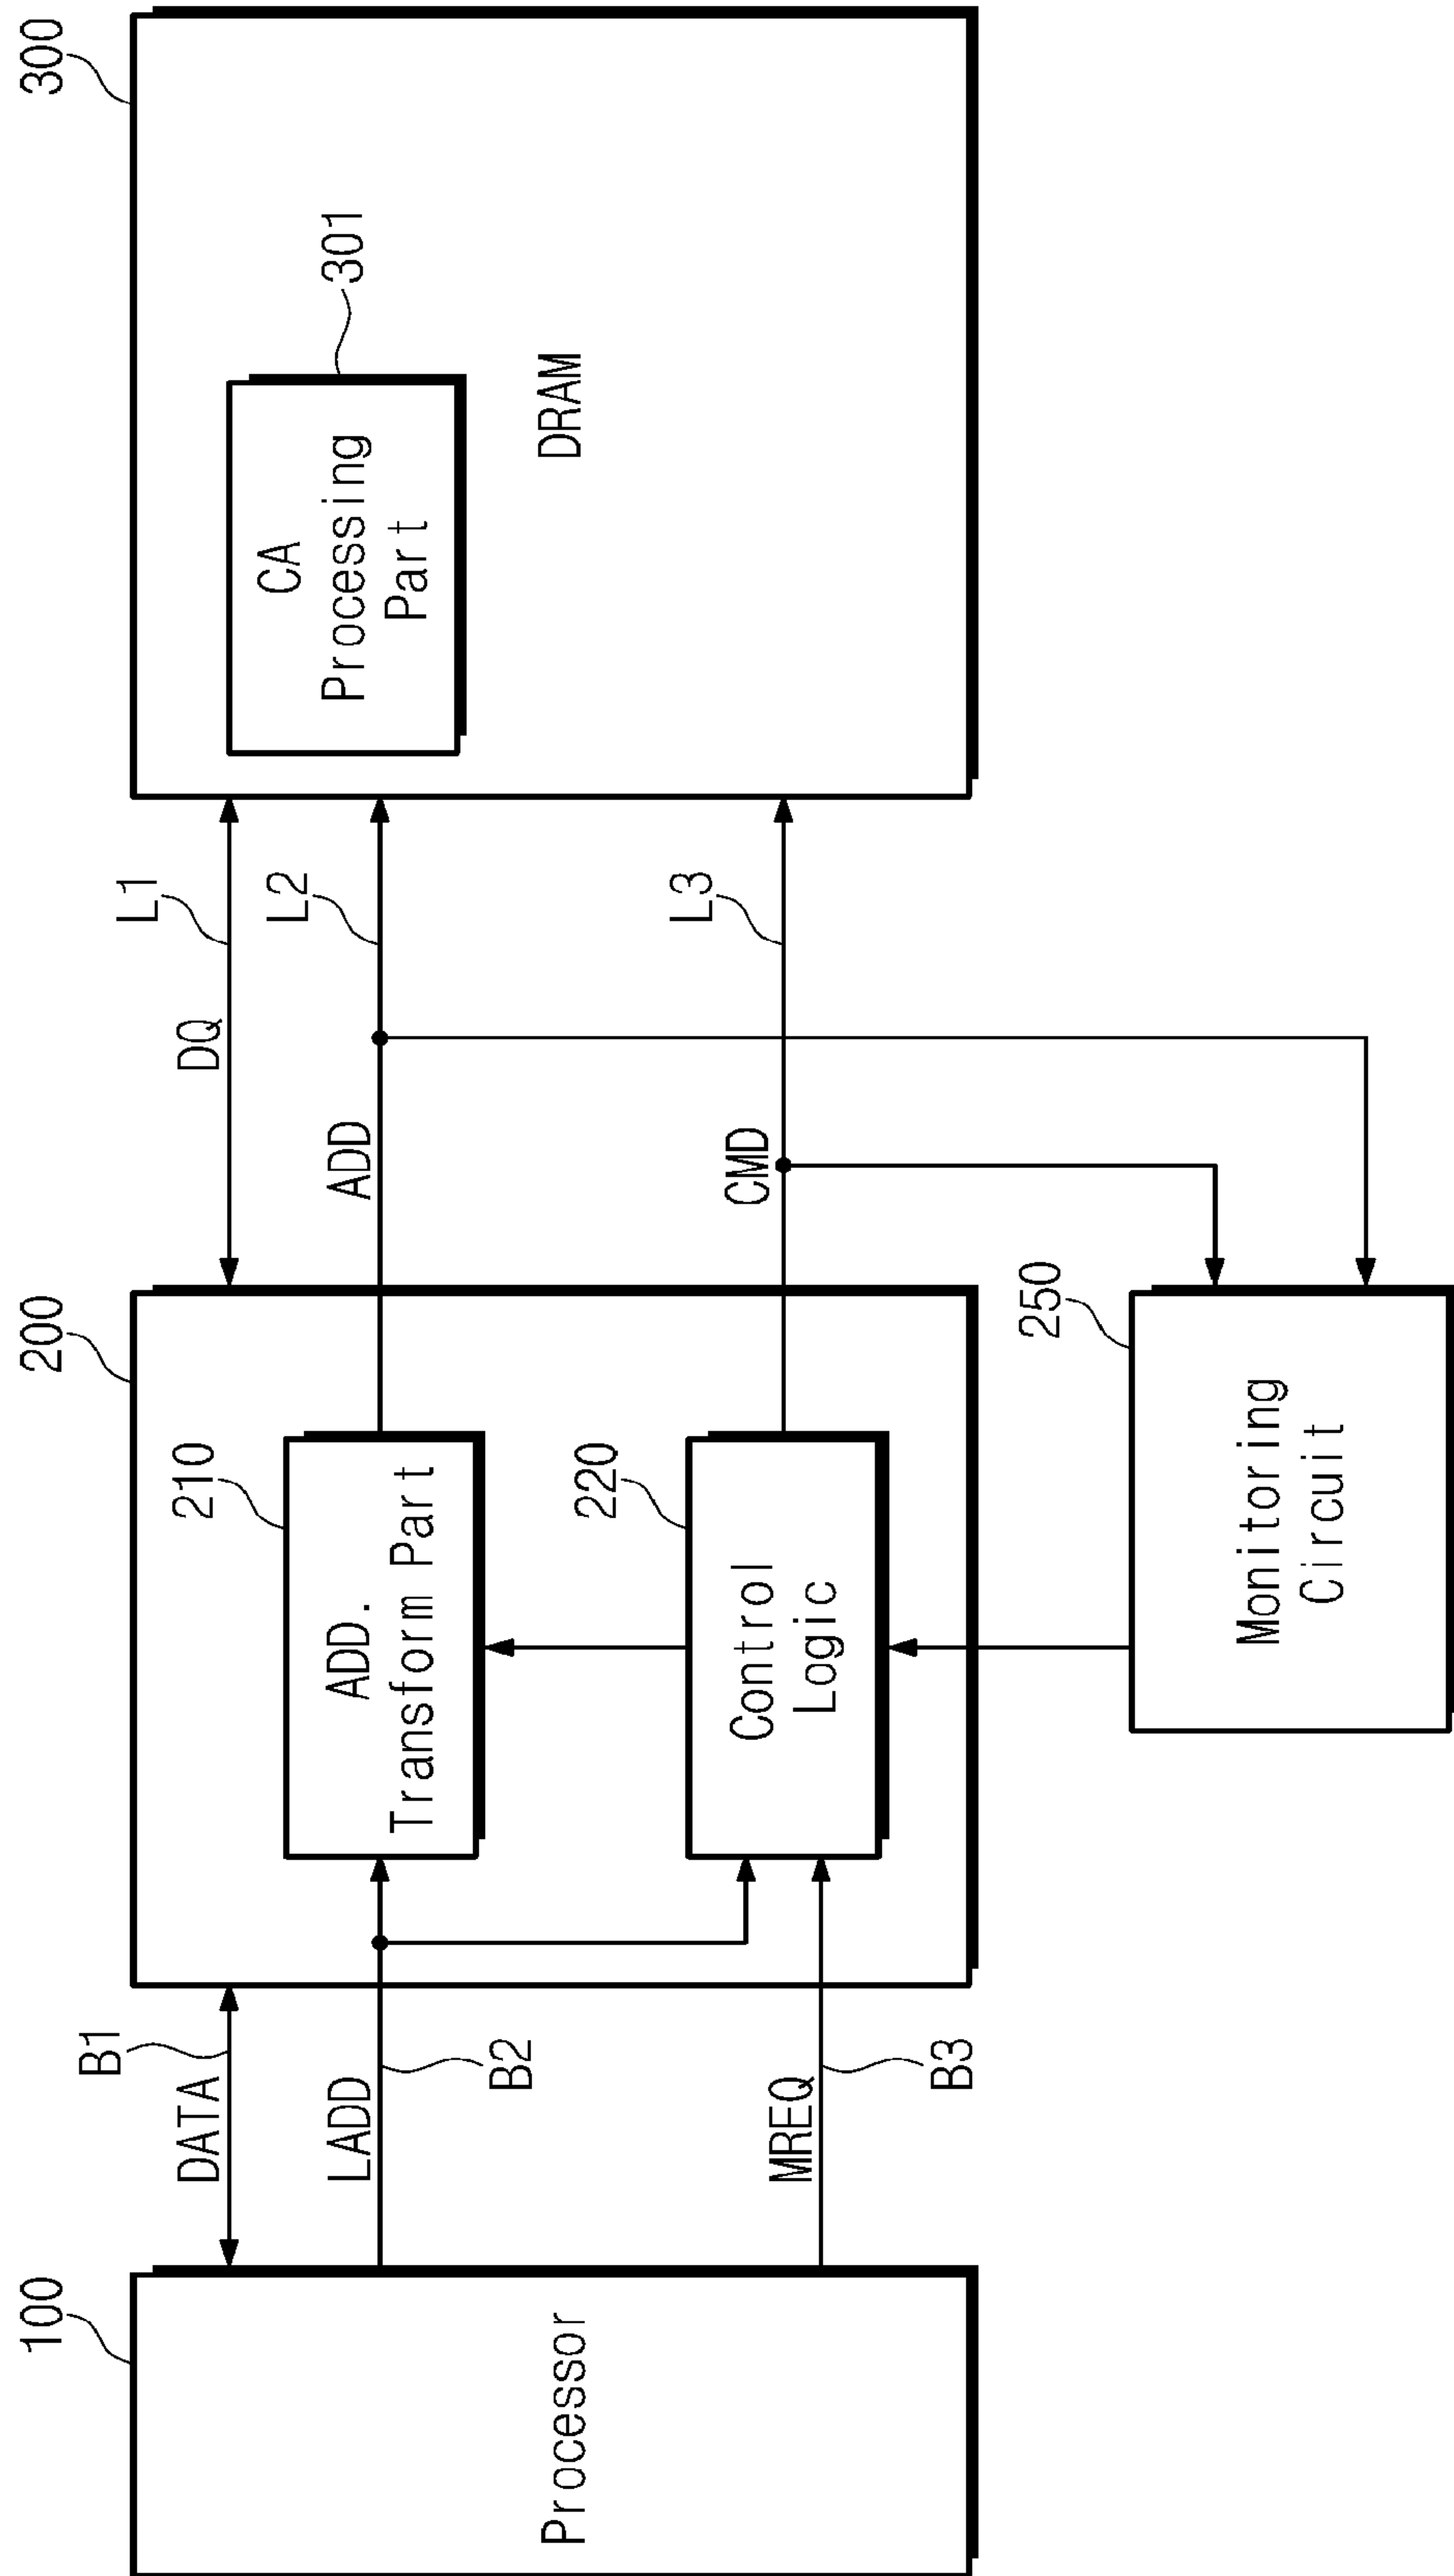 100
Processor
B1
DATA
LADD
B2
MREQ
B3
200
210
ADD.
Transform Part
220
Control
Logic
250
Monitoring
Circuit
L1
DQ
L2
ADD
L3
CMD
300
301
CA
Processing
Part
DRAM